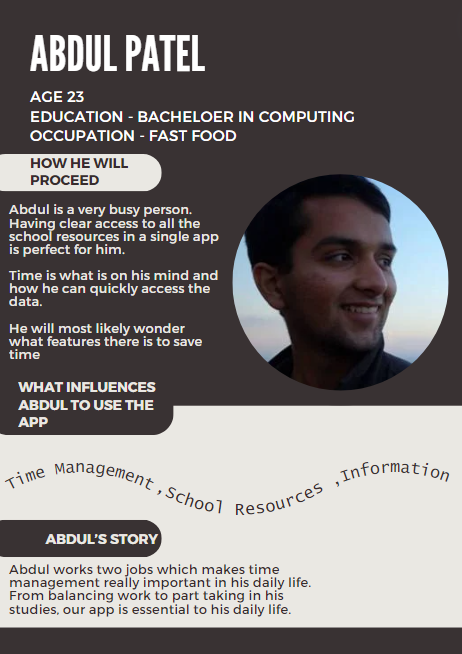 ABDUL PATEL
AGE 23
EDUCATION - BACHELOER IN COMPUTING
OCCUPATION - FAST FOOD
HOW HE WILL
PROCEED
Abdul is a very busy person.
Having clear access to all the
school resources in a single app
is perfect for him.
Time is what is on his mind and
how he can quickly access the
data.
He will most likely wonder
what features there is to save
time
WHAT INFLUENCES
ABDUL TO USE THE
APP
Time Management ,School Resources ,Information
ABDUL'S STORY
Abdul works two jobs which makes time
management really important in his daily life.
From balancing work to part taking in his
studies, our app is essential to his daily life.